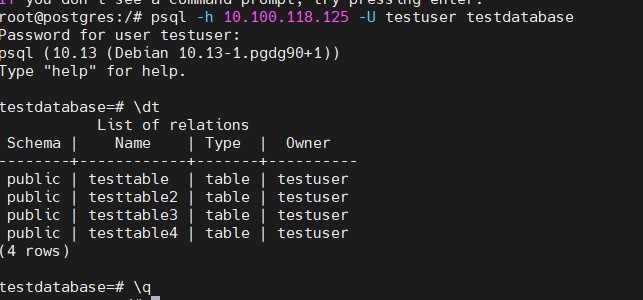 If you don't see a command prompt, try pressing enter.
root@postgres:/# psql -h 10.100.118.125 -U testuser testdatabase
Password for user testuser:
psql (10.13 (Debian 10.13-1.pgdg90+1))
Type "help" for help.
testdatabase=# \dt
List of relations
Schema | Name | Type | Owner
--------+------------+-------+----------
public | testtable | table | testuser
public | testtable2 | table | testuser
public | testtable3 | table | testuser
public | testtable4 | table | testuser
(4 rows)
testdatabase=# \q